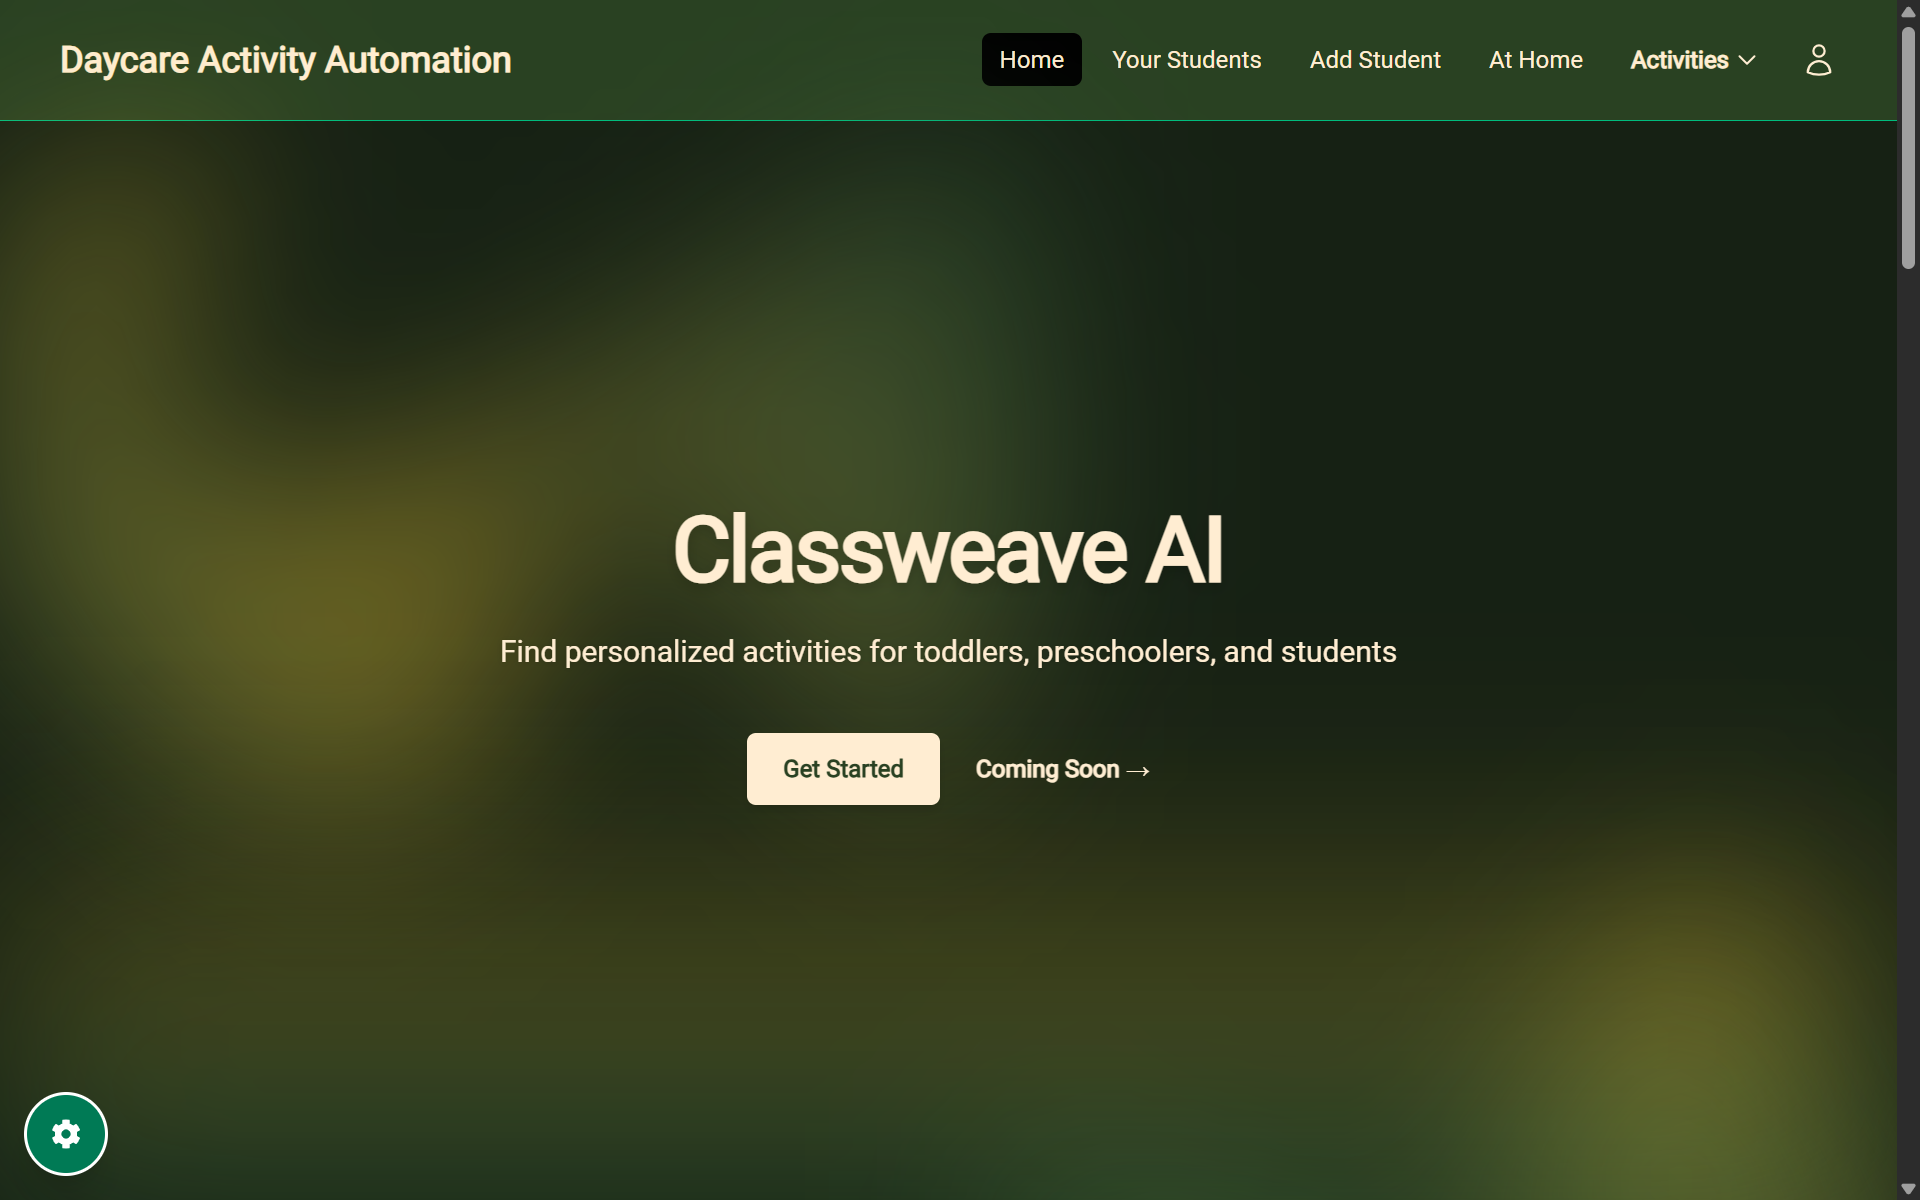 Daycare Activity Automation
Home
Your Students
Add Student
At Home
Activities
Classweave AI
Find personalized activities for toddlers, preschoolers, and students
Get Started
Coming Soon →